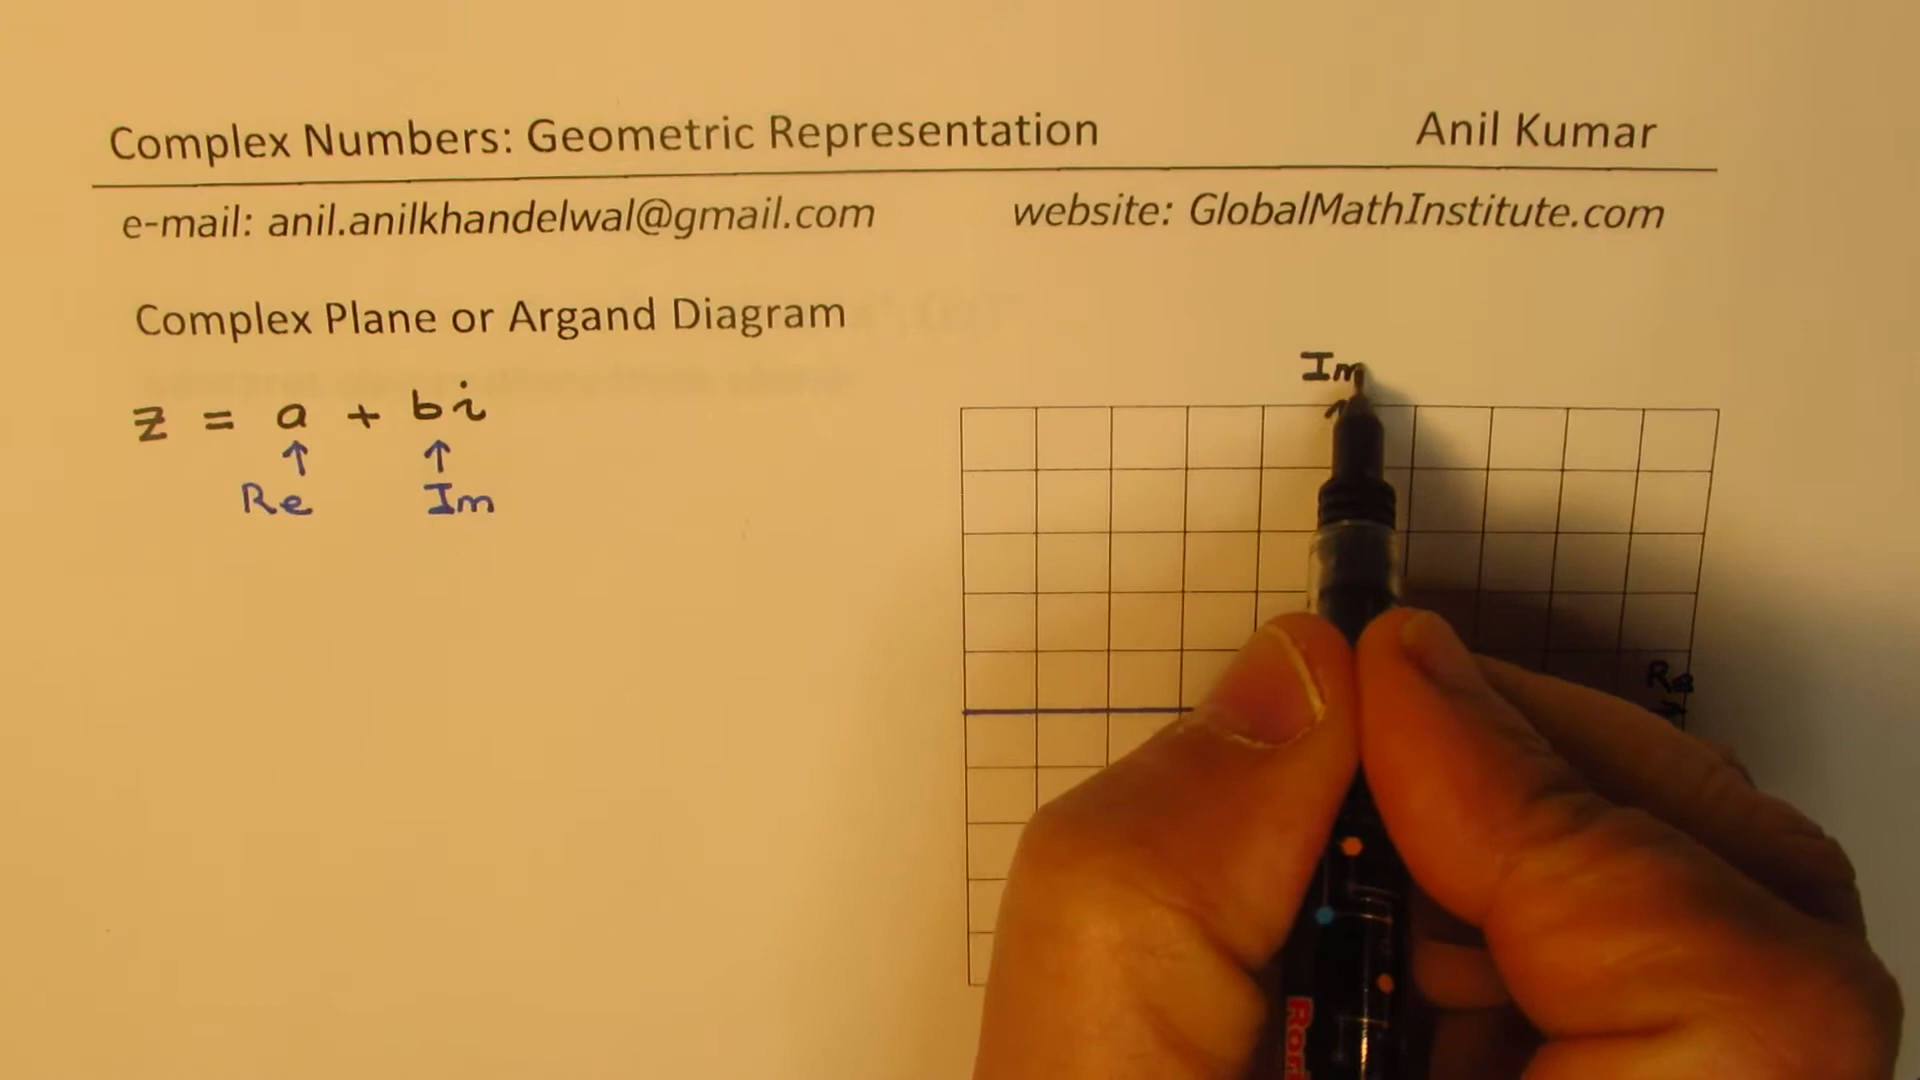 Complex Numbers: Geometric Representation Anil Kumar
e-mail: anil.anilkhandelwal@gmail.com website: GlobalMathInstitute.com
Complex Plane or Argand Diagram
Im
z = a + bi
↑ ↑
Re Im
Re